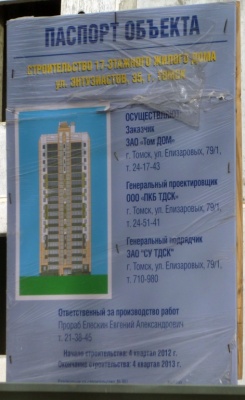 ПАСПОРТ ОБЪЕКТА
СТРОИТЕЛЬСТВО 17-ЭТАЖНОГО ЖИЛОГО ДОМА
ул. ЭНТУЗИАСТОВ, 35, г. ТОМСК
ОСУЩЕСТВ
Заказчик
ЗАО "Том ДОМ"
г. Томск, ул. Елизаровых, 79/1,
т. 24-17-43
Генеральный проектировщик
ООО «ПКБ ТДСК»
г. Томск, ул. Елизаровых, 79/1,
т. 24-51-41
Генеральный подрядчик
ЗАО "СУ ТДСК"
г. Томск, ул. Елизаровых, 79/1,
т. 710-980
Ответственный за производство работ
Прораб Елескин Евгений Александрович
т. 21-38-45
Начало строительства: 4 квартал 2012 г.
Окончание строительства: 4 квартал 2013 г.